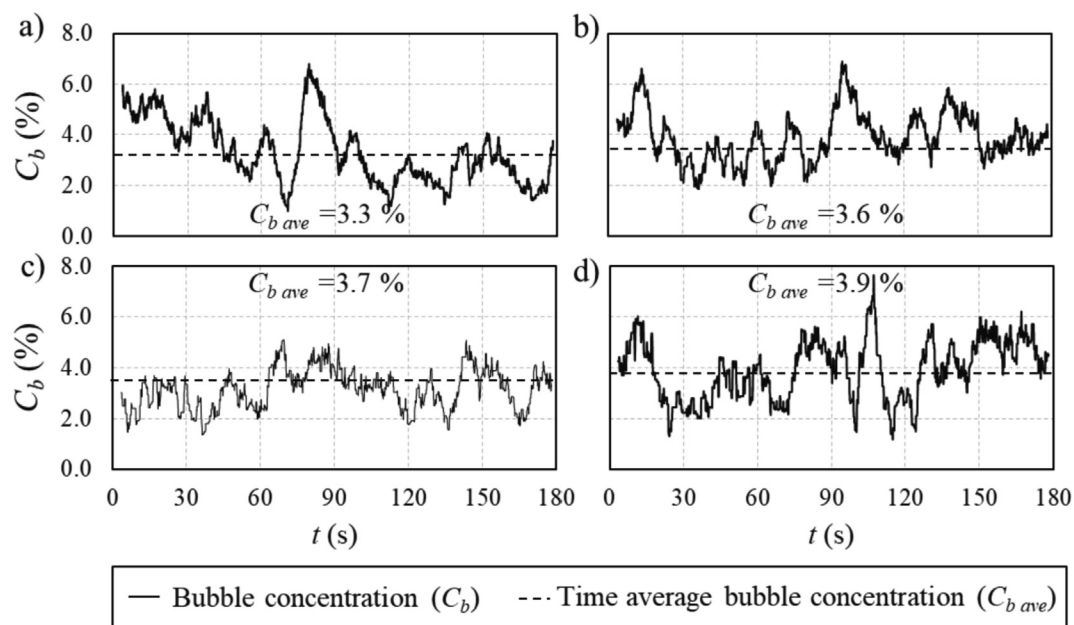 a)
8.0
6.0
4.0
2.0
0.0
C_b (%)
C_b ave =3.3 %
b)
C_b ave =3.6 %
c)
8.0
6.0
4.0
2.0
0.0
C_b (%)
C_b ave =3.7 %
0 30 60 90 120 150 180
t (s)
d)
C_b ave =3.9 %
0 30 60 90 120 150 180
t (s)
Bubble concentration (C_b) Time average bubble concentration (C_b ave)